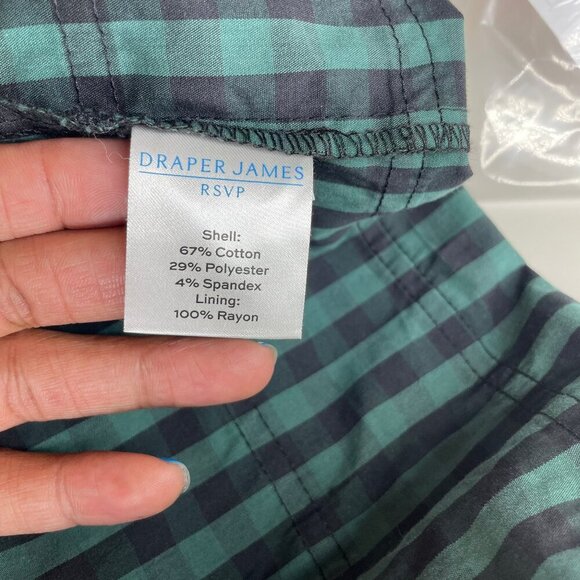 DRAPER JAMES
RSVP
Shell:
67% Cotton
29% Polyester
4% Spandex
Lining:
100% Rayon